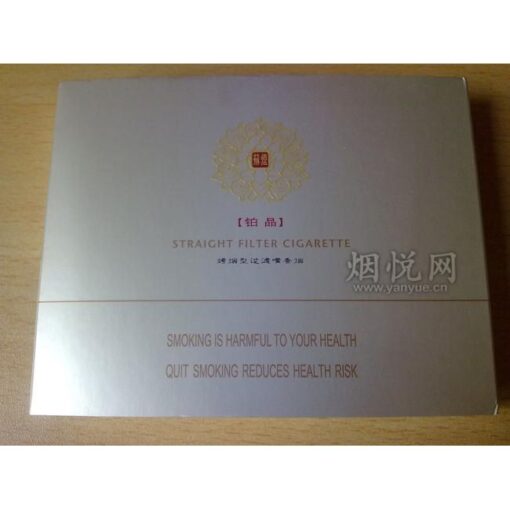 【铂晶】
STRAIGHT FILTER CIGARETTE
烤烟型过滤嘴香烟
烟悦网
www.yanyue.cn
SMOKING IS HARMFUL TO YOUR HEALTH
QUIT SMOKING REDUCES HEALTH RISK